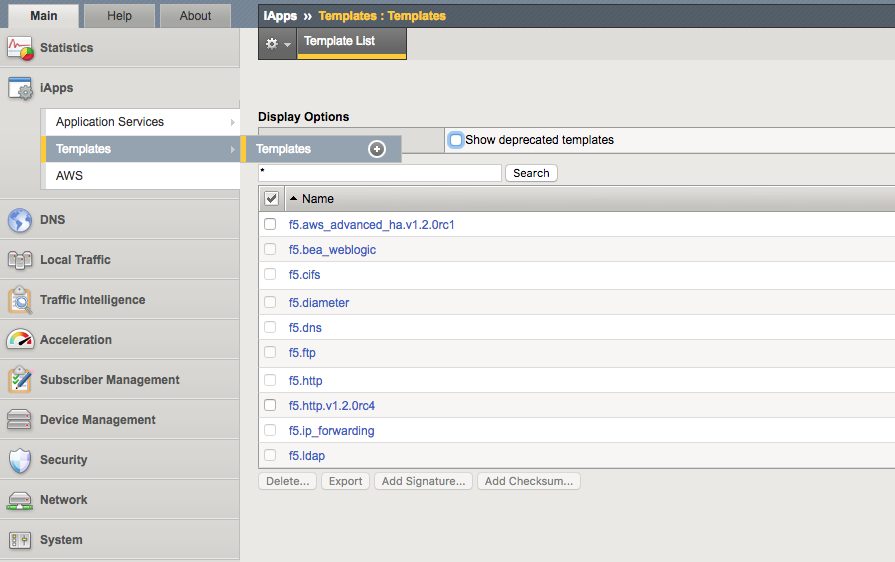 Main
Help
About
Statistics
iApps
Application Services
Templates
AWS
DNS
Local Traffic
Traffic Intelligence
Acceleration
Subscriber Management
Device Management
Security
Network
System
iApps » Templates : Templates
Template List
Display Options
Show deprecated templates
Templates
*
Search
Name
f5.aws_advanced_ha.v1.2.0rc1
f5.bea_weblogic
f5.cifs
f5.diameter
f5.dns
f5.ftp
f5.http
f5.http.v1.2.0rc4
f5.ip_forwarding
f5.ldap
Delete... Export Add Signature... Add Checksum...